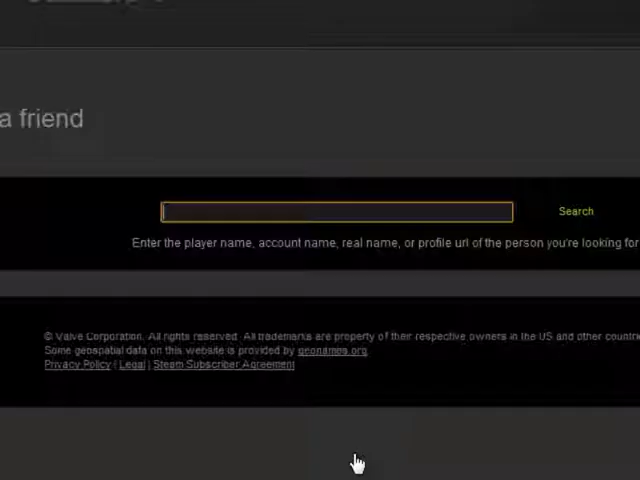 a friend
Search
Enter the player name, account name, real name, or profile url of the person you're looking for
© Valve Corporation. All rights reserved. All trademarks are property of their respective owners in the US and other countrie
Some geospatial data on this website is provided by geonames.org
Privacy Policy | Legal | Steam Subscriber Agreement